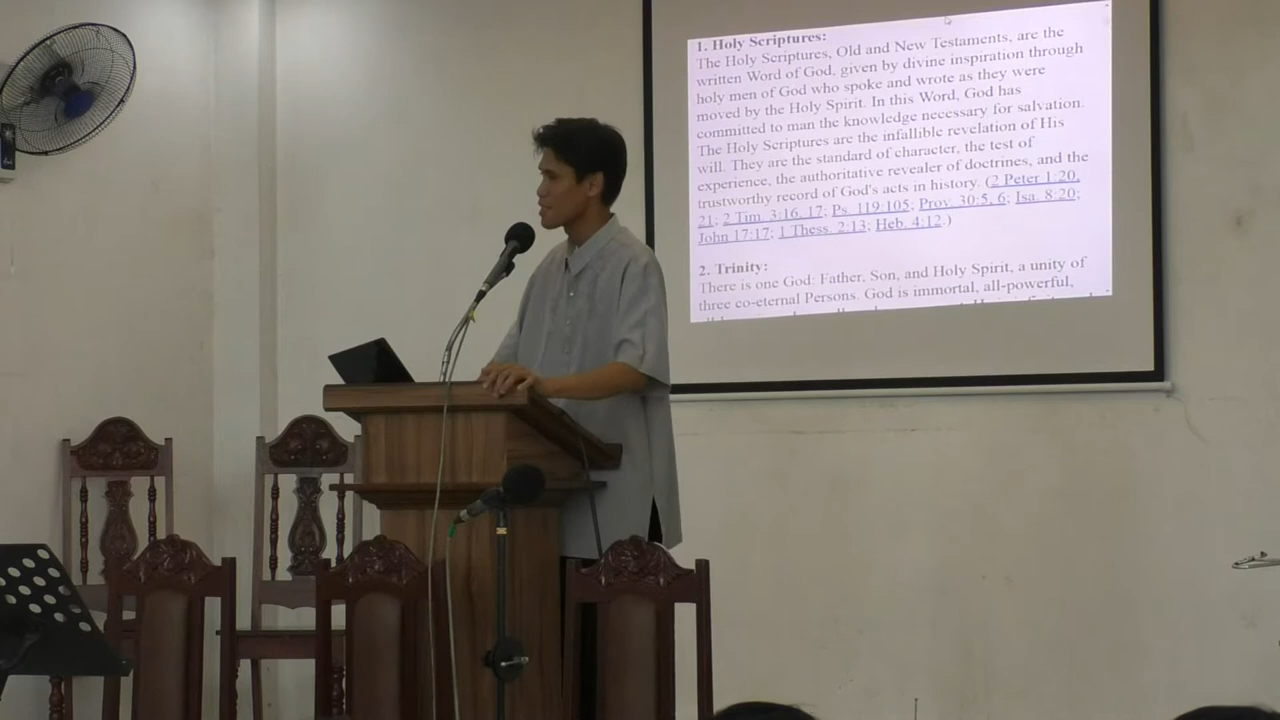 1. Holy Scriptures:
The Holy Scriptures, Old and New Testaments, are the
written Word of God, given by divine inspiration through
holy men of God who spoke and wrote as they were
moved by the Holy Spirit. In this Word, God has
committed to man the knowledge necessary for salvation.
The Holy Scriptures are the infallible revelation of His
will. They are the standard of character, the test of
experience, the authoritative revealer of doctrines, and the
trustworthy record of God's acts in history. (2 Peter 1:20,
21; 2 Tim. 3:16, 17; Ps. 119:105; Prov. 30:5, 6; Isa. 8:20;
John 17:17; 1 Thess. 2:13; Heb. 4:12.)
2. Trinity:
There is one God: Father, Son, and Holy Spirit, a unity of
three co-eternal Persons. God is immortal, all-powerful,